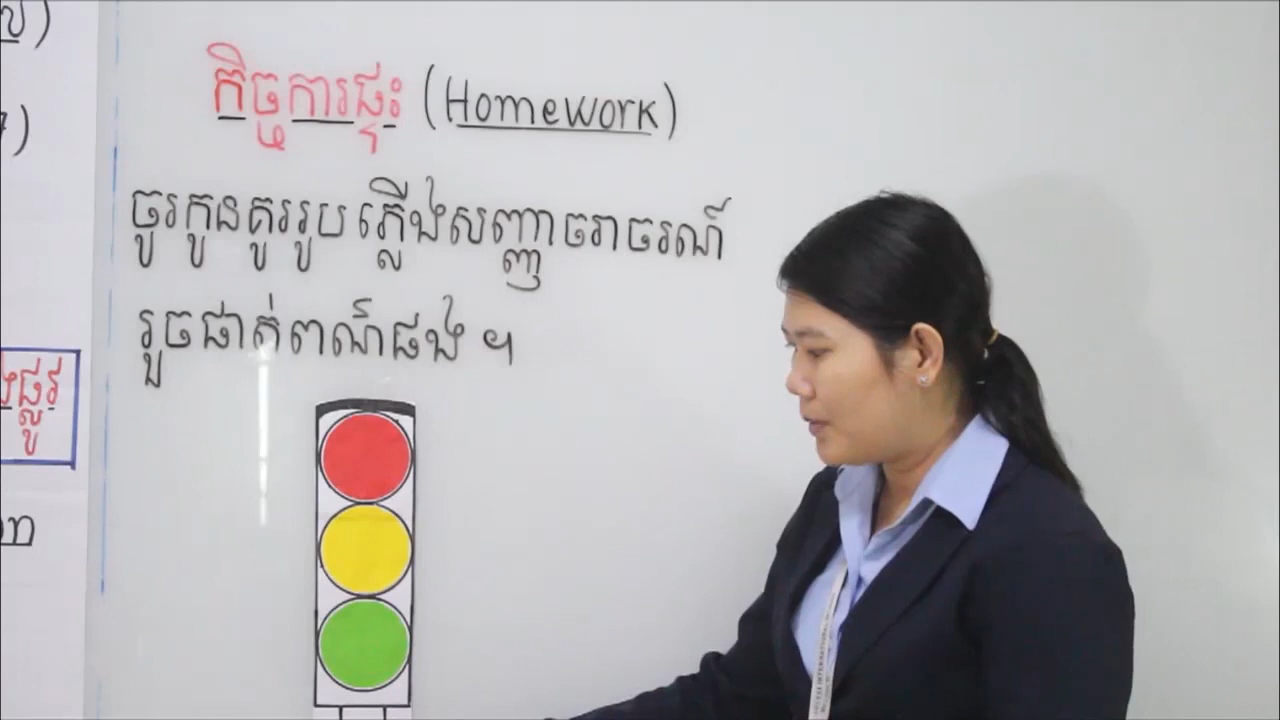 កិច្ចការផ្ទះ (Homework)
ចូរកូនគូររូបភ្លើងសញ្ញាចរាចរណ៍
រួចផាត់ពណ៌ផង ។